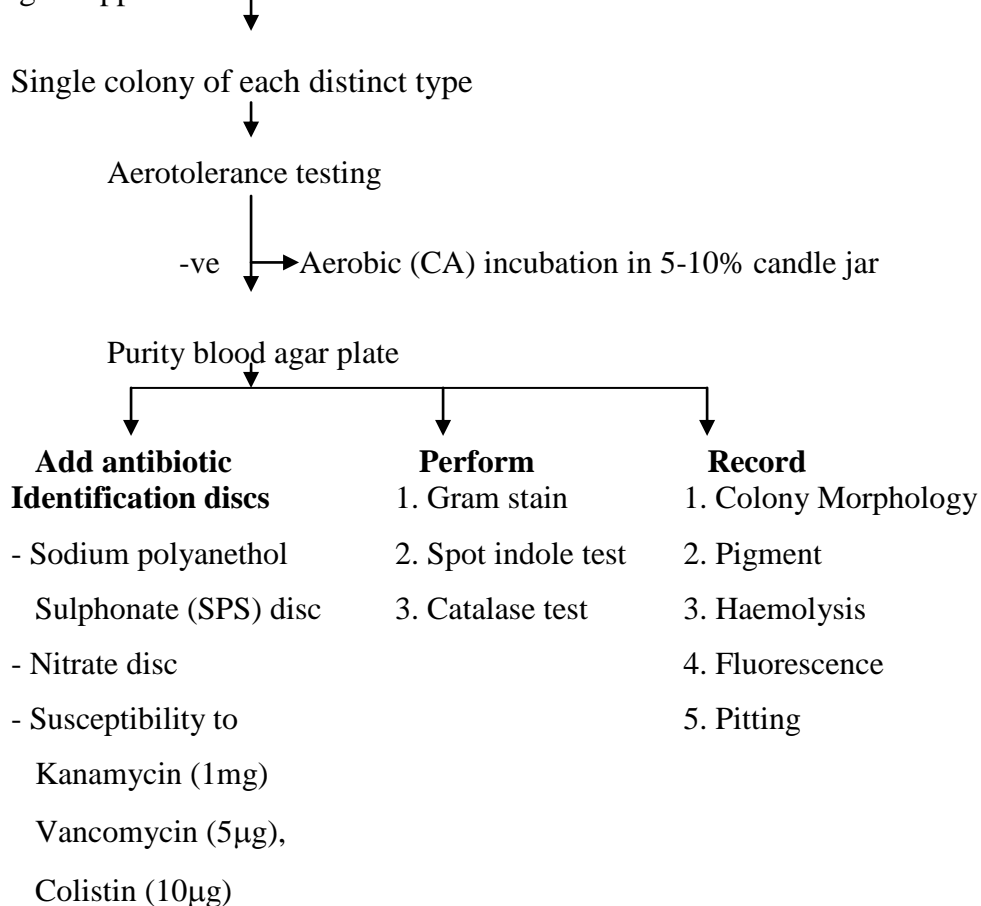 Single colony of each distinct type
Aerotolerance testing
-ve
Aerobic (CA) incubation in 5-10% candle jar
Purity blood agar plate
Add antibiotic
Identification discs
- Sodium polyanethol
Sulphonate (SPS) disc
- Nitrate disc
- Susceptibility to
Kanamycin (1mg)
Vancomycin (5μg),
Colistin (10μg)
Perform
1. Gram stain
2. Spot indole test
3. Catalase test
Record
1. Colony Morphology
2. Pigment
3. Haemolysis
4. Fluorescence
5. Pitting